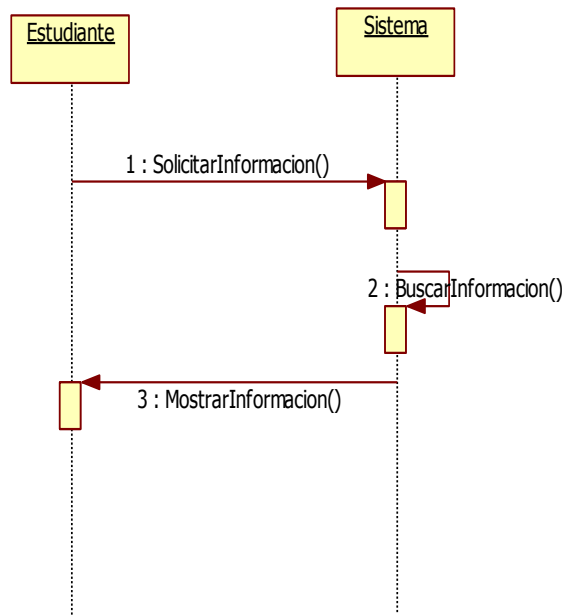 Estudiante
Sistema
1 : SolicitarInformacion()
2 : BuscarInformacion()
3 : MostrarInformacion()